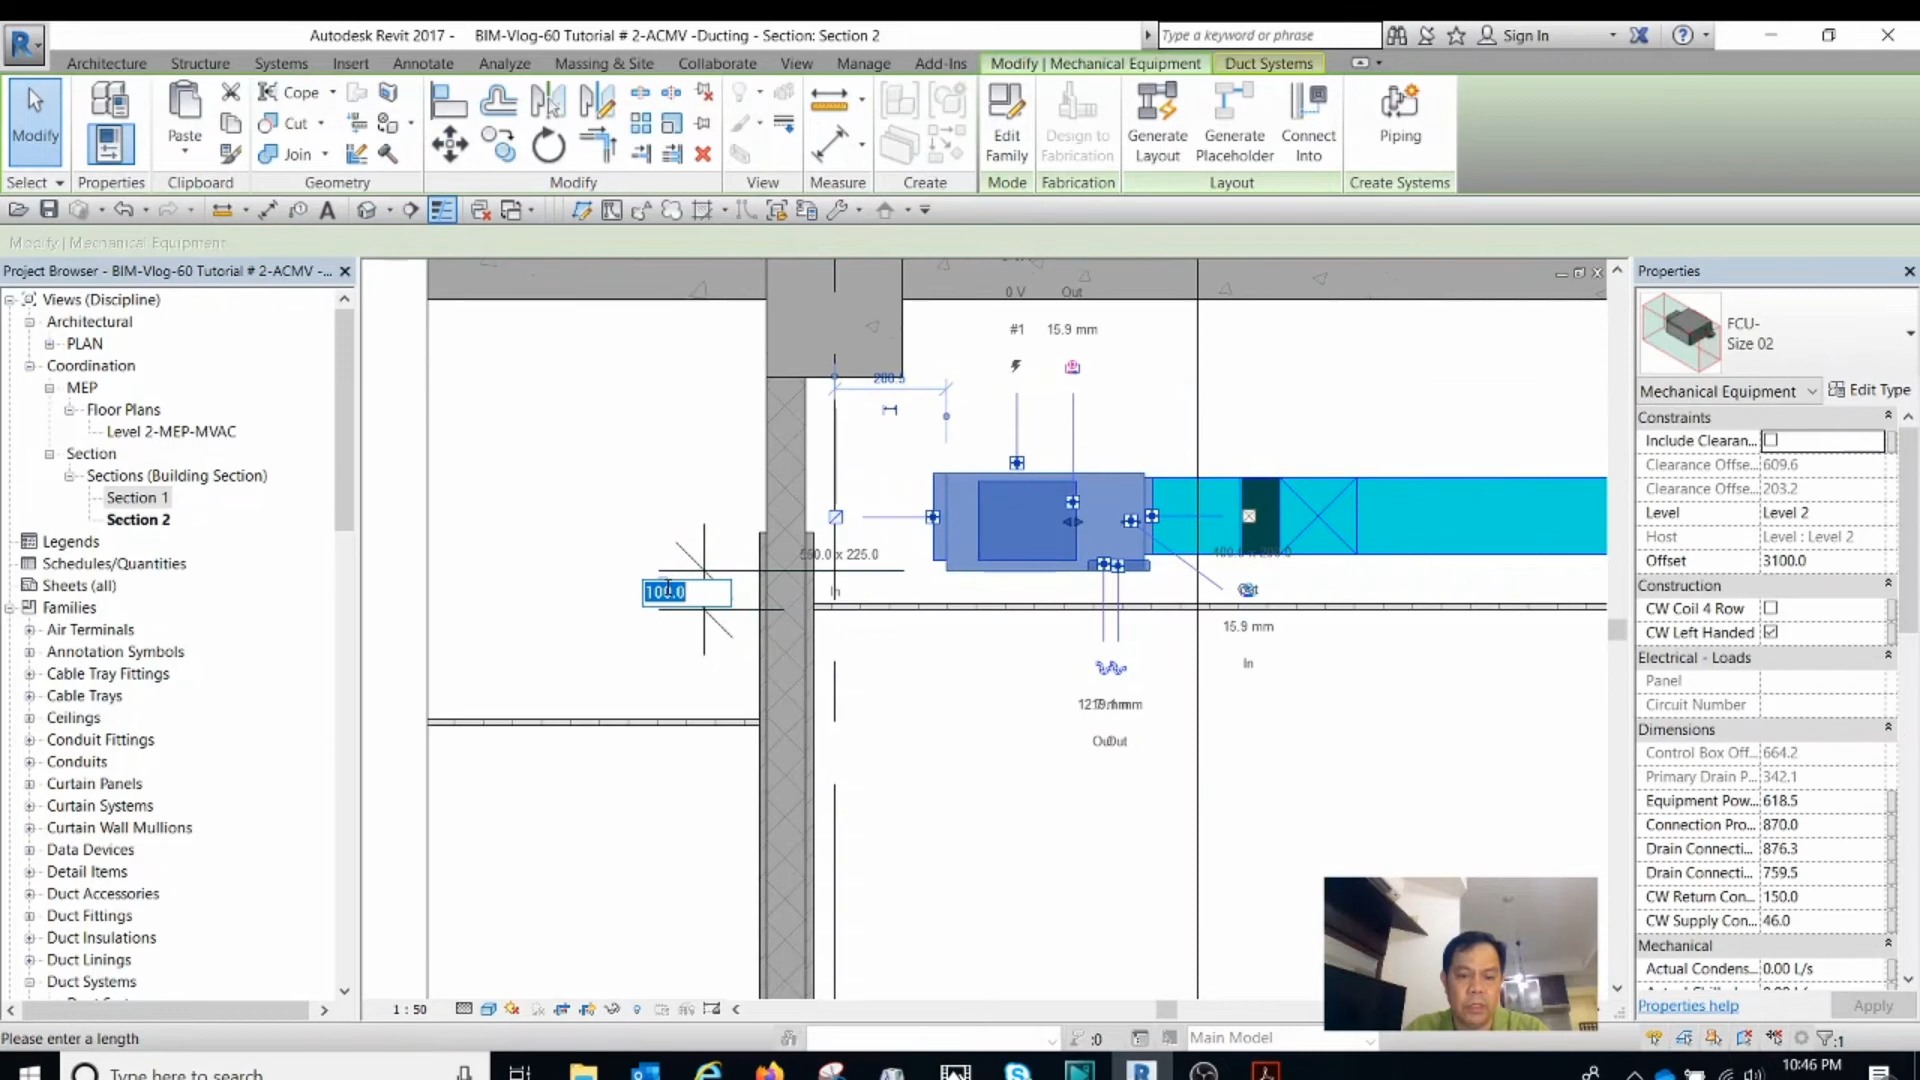 Autodesk Revit 2017 - BIM-Vlog-60 Tutorial # 2-ACMV -Ducting - Section: Section 2
Type a keyword or phrase
Sign In
Architecture Structure Systems Insert Annotate Analyze Massing & Site Collaborate View Manage Add-Ins Modify | Mechanical Equipment Duct Systems
Modify
Paste
Cope
Cut
Join
Edit Family
Design to Fabrication
Generate Layout
Generate Placeholder
Connect Into
Piping
Select Properties Clipboard Geometry Modify View Measure Create Mode Fabrication Layout Create Systems
Modify | Mechanical Equipment
Project Browser - BIM-Vlog-60 Tutorial # 2-ACMV -...
Views (Discipline)
Architectural
PLAN
Coordination
MEP
Floor Plans
Level 2-MEP-MVAC
Section
Sections (Building Section)
Section 1
Section 2
Legends
Schedules/Quantities
Sheets (all)
Families
Air Terminals
Annotation Symbols
Cable Tray Fittings
Cable Trays
Ceilings
Conduit Fittings
Conduits
Curtain Panels
Curtain Systems
Curtain Wall Mullions
Data Devices
Detail Items
Duct Accessories
Duct Fittings
Duct Insulations
Duct Linings
Duct Systems
0 V Out
#1 15.9 mm
550.0 x 225.0
In
100.0
15.9 mm
In
Properties
FCU-
Size 02
Mechanical Equipment
Edit Type
Constraints
Include Clearan...
Clearance Offse... 609.6
Clearance Offse... 203.2
Level Level 2
Host Level : Level 2
Offset 3100.0
Construction
CW Coil 4 Row
CW Left Handed
Electrical - Loads
Panel
Circuit Number
Dimensions
Control Box Off... 664.2
Primary Drain P... 342.1
Equipment Pow... 618.5
Connection Pro... 870.0
Drain Connecti... 876.3
Drain Connecti... 759.5
CW Return Con... 150.0
CW Supply Con... 46.0
Mechanical
Actual Condens... 0.00 L/s
Properties help
Apply
1 : 50
Please enter a length
:0
Main Model
:1
Type here to search
10:46 PM